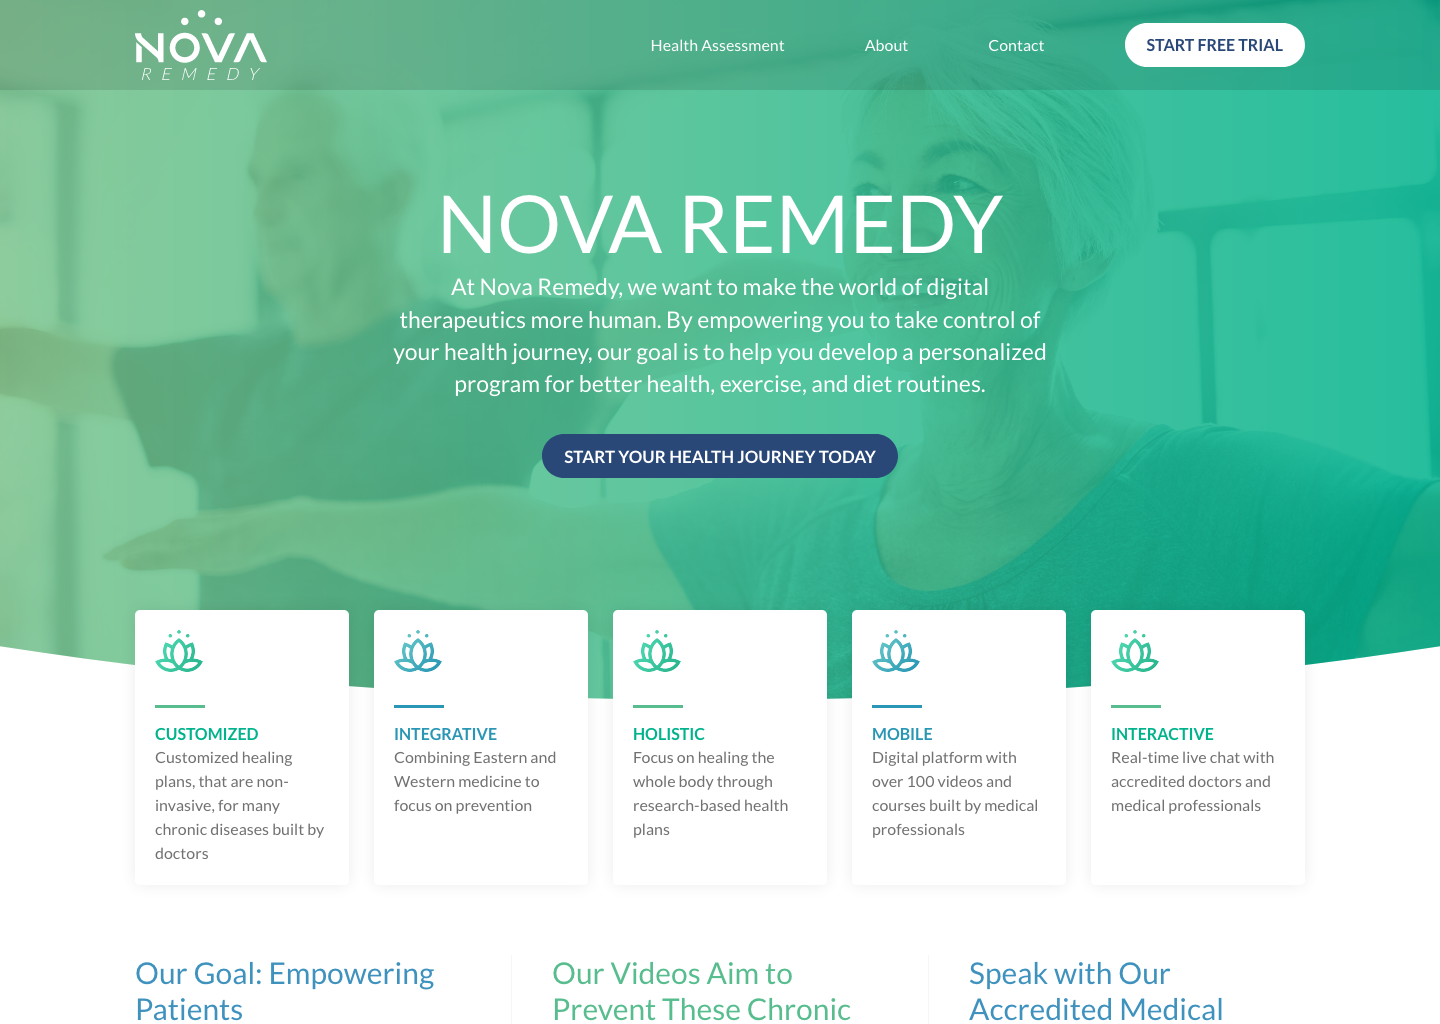 NOVA
REMEDY
Health Assessment
About
Contact
START FREE TRIAL
NOVA REMEDY
At Nova Remedy, we want to make the world of digital
therapeutics more human. By empowering you to take control of
your health journey, our goal is to help you develop a personalized
program for better health, exercise, and diet routines.
START YOUR HEALTH JOURNEY TODAY
CUSTOMIZED
Customized healing
plans, that are non-
invasive, for many
chronic diseases built by
doctors
INTEGRATIVE
Combining Eastern and
Western medicine to
focus on prevention
HOLISTIC
Focus on healing the
whole body through
research-based health
plans
MOBILE
Digital platform with
over 100 videos and
courses built by medical
professionals
INTERACTIVE
Real-time live chat with
accredited doctors and
medical professionals
Our Goal: Empowering
Patients
Our Videos Aim to
Prevent These Chronic
Speak with Our
Accredited Medical